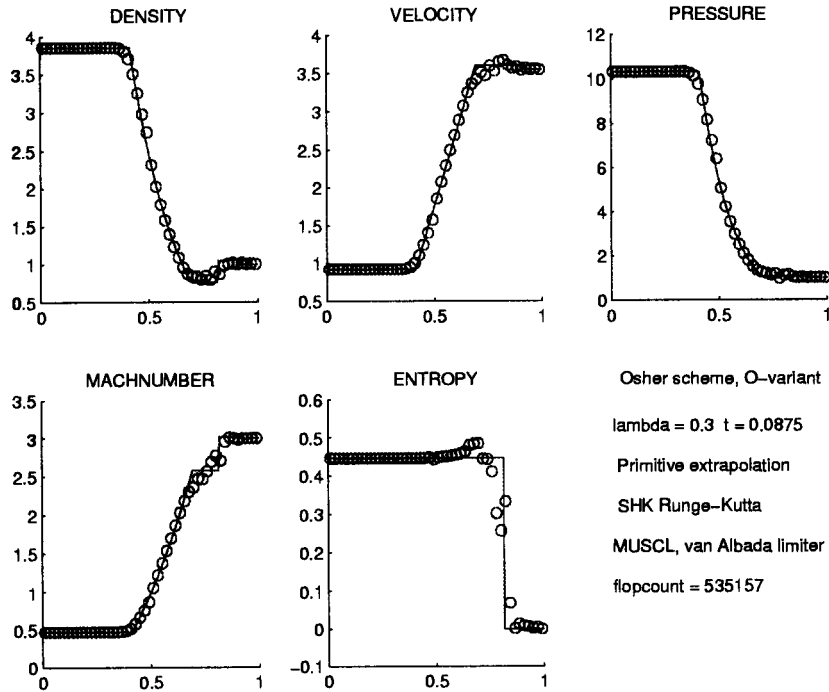 DENSITY
4
3.5
3
2.5
2
1.5
1
0.5
0 0.5 1
VELOCITY
4
3.5
3
2.5
2
1.5
1
0.5
0 0.5 1
PRESSURE
12
10
8
6
4
2
0
0 0.5 1
MACHNUMBER
3.5
3
2.5
2
1.5
1
0.5
0
0 0.5 1
ENTROPY
0.6
0.5
0.4
0.3
0.2
0.1
0
−0.1
0 0.5 1
Osher scheme, O−variant
lambda = 0.3 t = 0.0875
Primitive extrapolation
SHK Runge−Kutta
MUSCL, van Albada limiter
flopcount = 535157